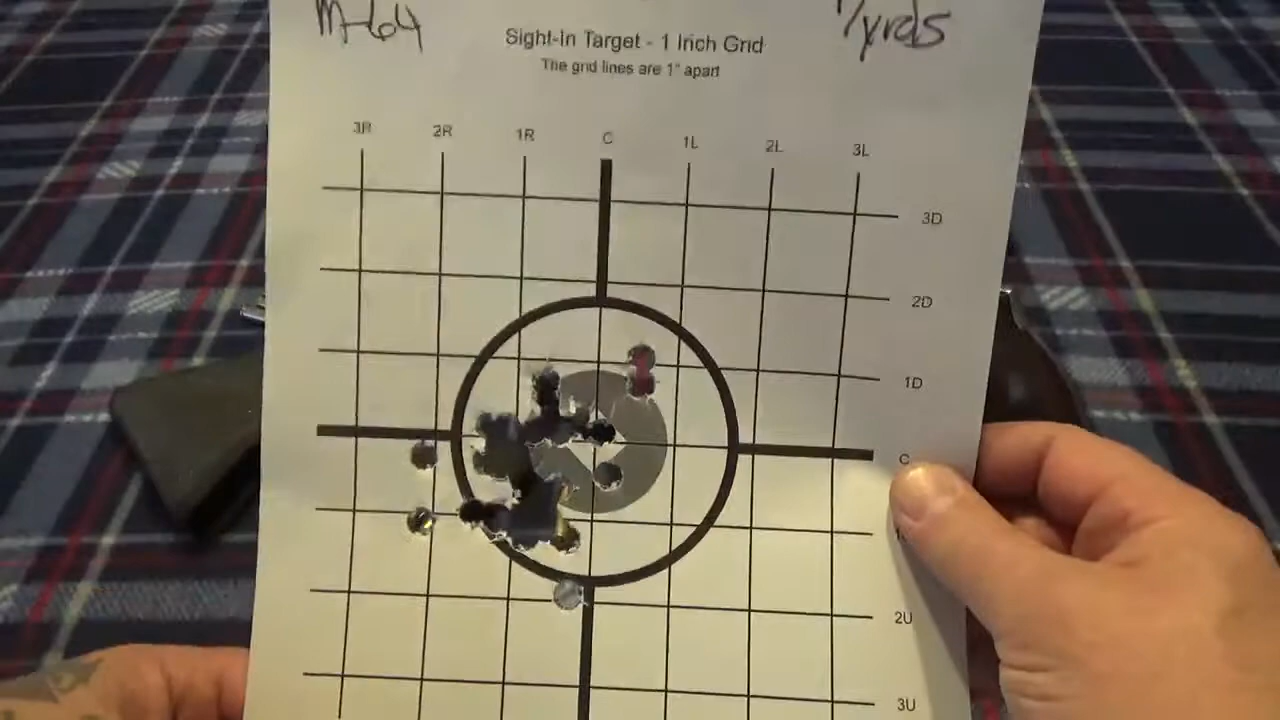 M-64
7yrds
Sight-In Target - 1 Inch Grid
The grid lines are 1" apart
3R 2R 1R C 1L 2L 3L
3D
2D
1D
C
2U
3U